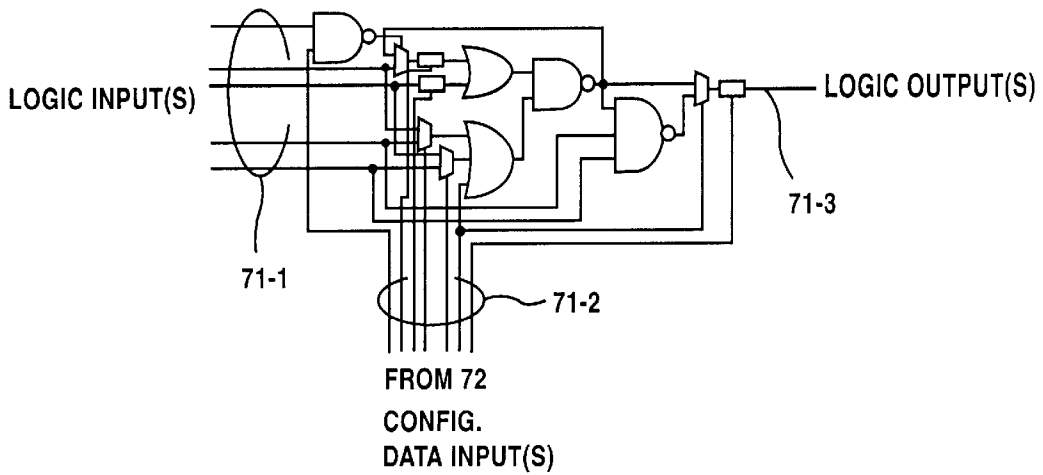 LOGIC INPUT(S)
LOGIC OUTPUT(S)
71-3
71-1
71-2
FROM 72
CONFIG.
DATA INPUT(S)